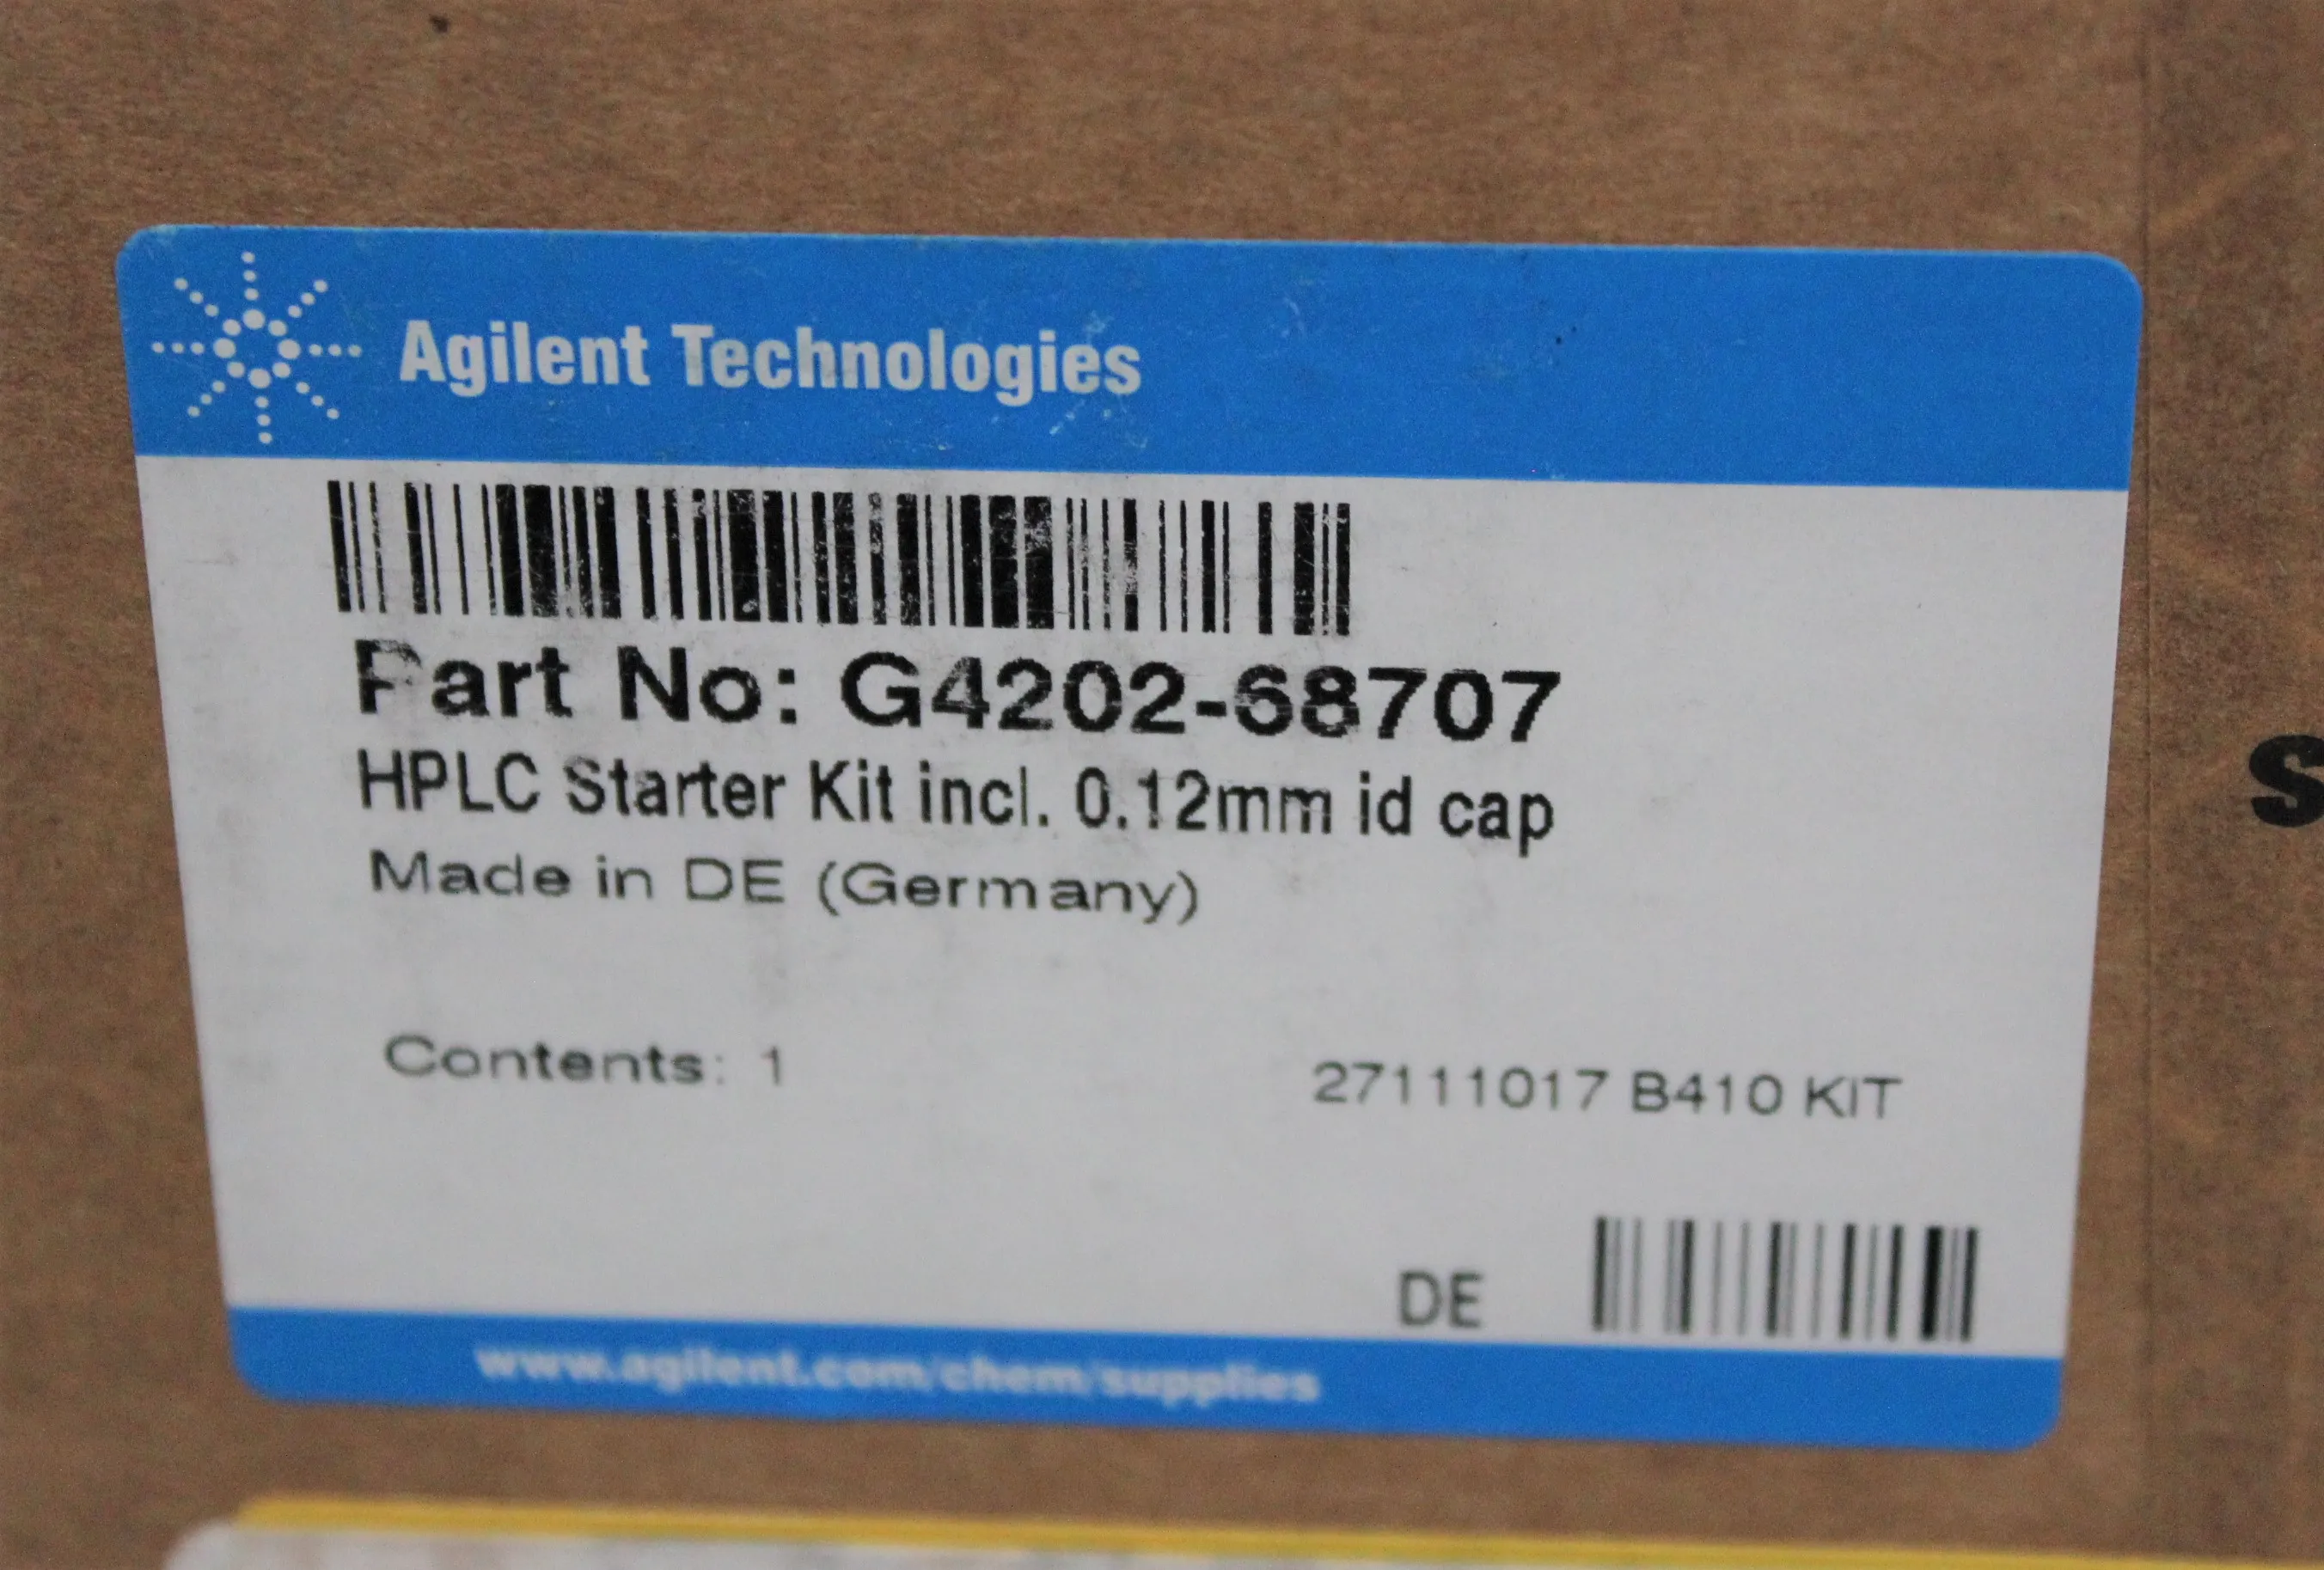 Agilent Technologies
Part No: G4202-68707
HPLC Starter Kit incl. 0.12mm id cap
Made in DE (Germany)
Contents: 1
27111017 B410 KIT
DE
www.agilent.com/chem/supplies
s